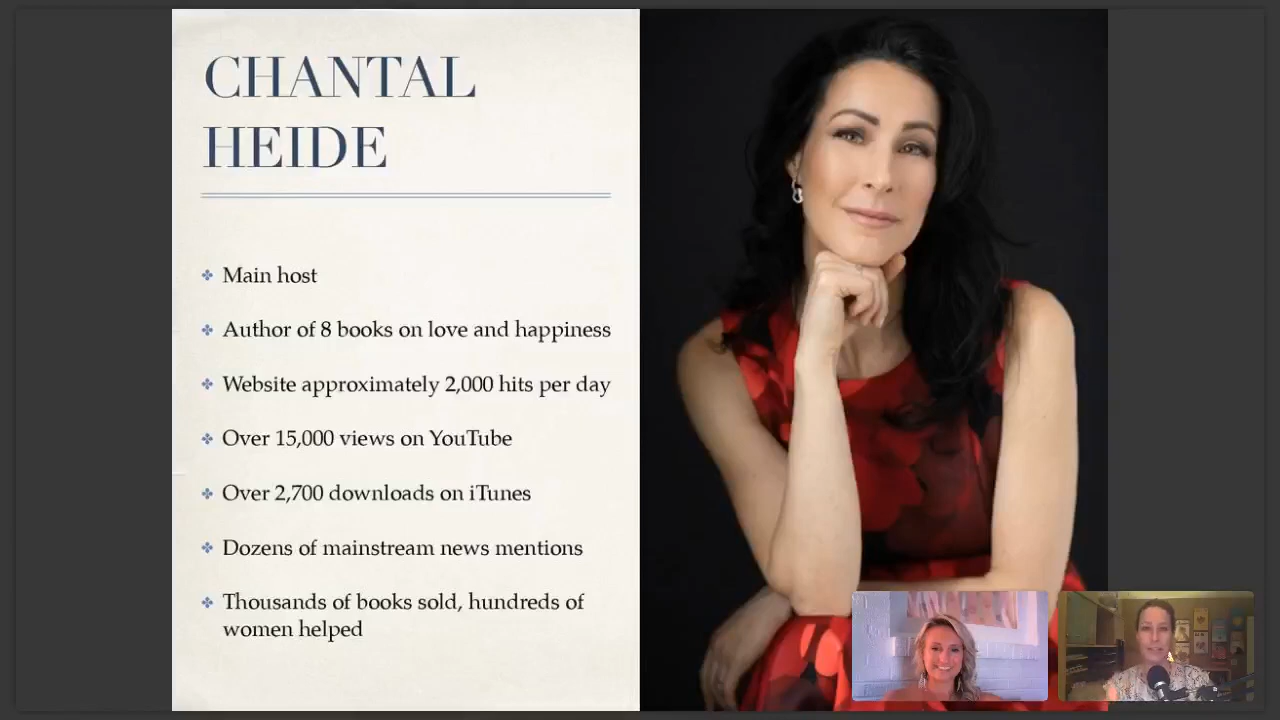 CHANTAL
HEIDE
Main host
Author of 8 books on love and happiness
Website approximately 2,000 hits per day
Over 15,000 views on YouTube
Over 2,700 downloads on iTunes
Dozens of mainstream news mentions
Thousands of books sold, hundreds of
women helped